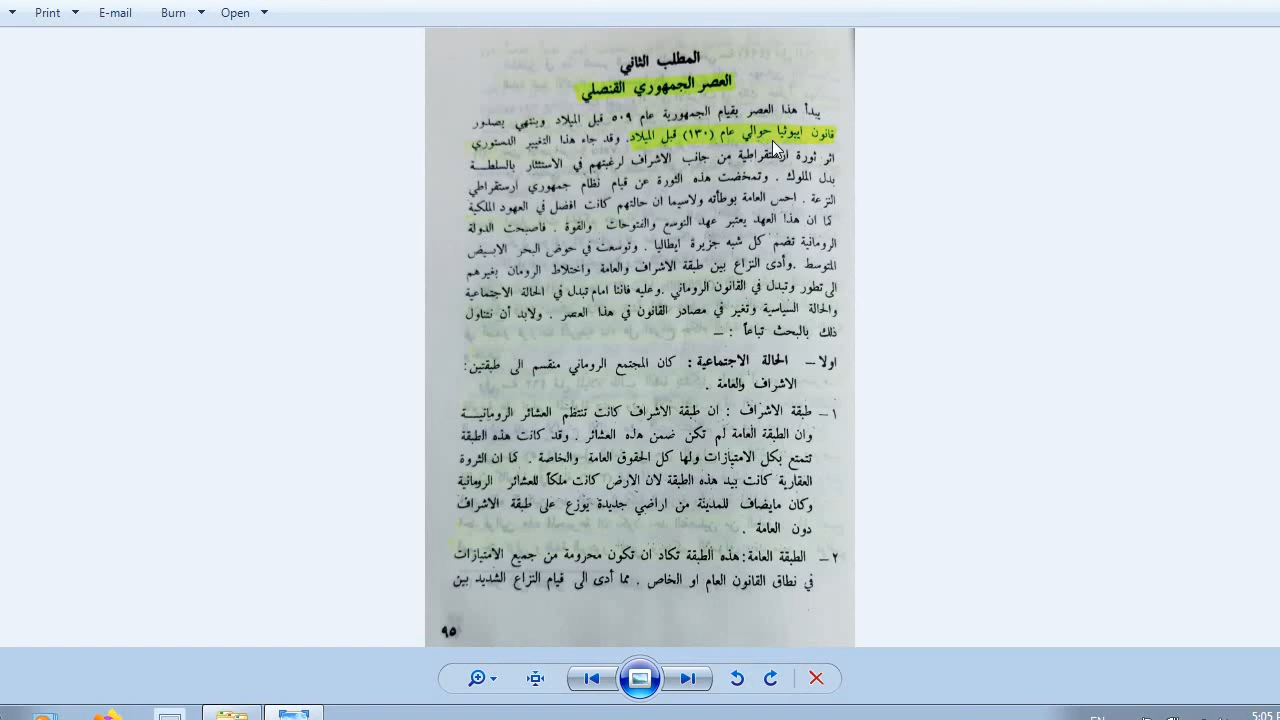 Print
E-mail
Burn
Open
المطلب الثاني
العصر الجمهوري القنصلي
يبدأ هذا العصر بقيام الجمهورية عام ٥٠٩ قبل الميلاد وينتهي بصدور
قانون ايبوثيا حوالي عام (١٣٠) قبل الميلاد. وقد جاء هذا التغيير الدستوري
اثر ثورة ارستقراطية من جانب الاشراف لرغبتهم في الاستئثار بالسلطة
بدل الملوك . وتمخضت هذه الثورة عن قيام نظام جمهوري ارستقراطي
النزعة . احس العامة بوطأته ولاسيما ان حالتهم كانت افضل في العهود الملكية
كما ان هذا العهد يعتبر عهد التوسع والفتوحات والقوة . فاصبحت الدولة
الرومانية تضم كل شبه جزيرة ايطاليا . وتوسعت في حوض البحر الابيض
المتوسط .وأدى النزاع بين طبقة الاشراف والعامة واختلاط الرومان بغيرهم
الى تطور وتبدل في القانون الروماني .وعليه فاننا امام تبدل في الحالة الاجتماعية
والحالة السياسية وتغير في مصادر القانون في هذا العصر . ولابد أن نتناول
ذلك بالبحث تباعاً : ــ
اولا ــ الحالة الاجتماعية : كان المجتمع الروماني منقسم الى طبقتين:
الاشراف والعامة .
١ــ طبقة الاشراف : ان طبقة الاشراف كانت تنتظم العشائر الرومانية
وان الطبقة العامة لم تكن ضمن هذه العشائر . وقد كانت هذه الطبقة
تتمتع بكل الامتيازات ولها كل الحقوق العامة والخاصة . كما ان الثروة
العقارية كانت بيد هذه الطبقة لان الارض كانت ملكاً للعشائر الرومانية
وكان مايضاف للمدينة من اراضي جديدة يوزع على طبقة الاشراف
دون العامة .
٢ــ الطبقة العامة: هذه الطبقة تكاد ان تكون محرومة من جميع الامتيازات
في نطاق القانون العام او الخاص . مما أدى الى قيام النزاع الشديد بين
٩٥
EN
5:05